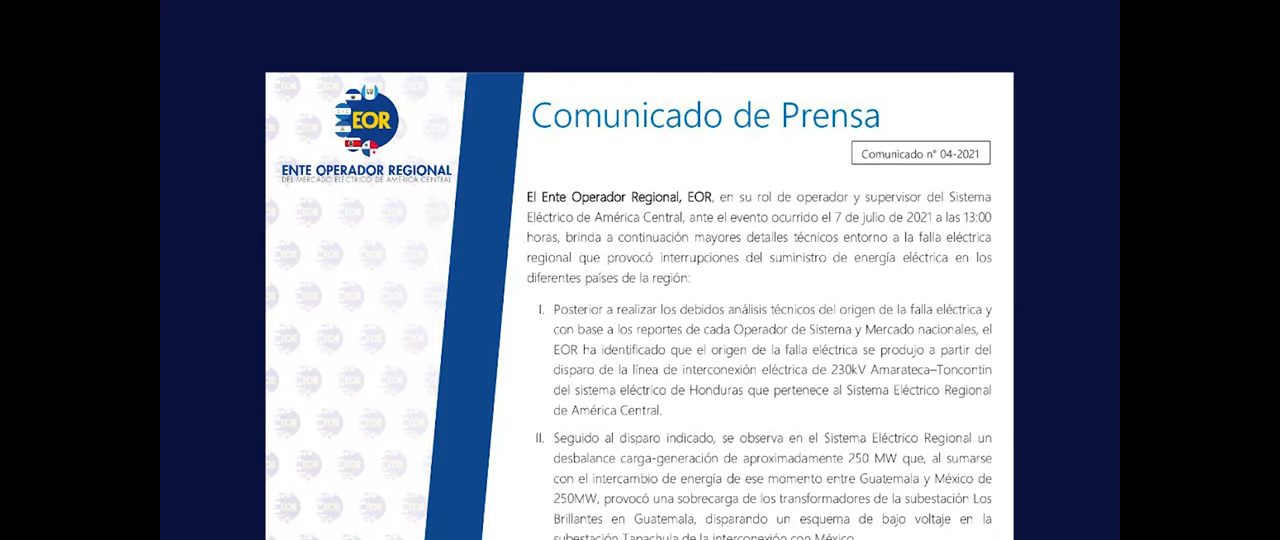 EOR
ENTE OPERADOR REGIONAL
DEL MERCADO ELÉCTRICO DE AMÉRICA CENTRAL
Comunicado de Prensa
Comunicado n° 04-2021
El Ente Operador Regional, EOR, en su rol de operador y supervisor del Sistema
Eléctrico de América Central, ante el evento ocurrido el 7 de julio de 2021 a las 13:00
horas, brinda a continuación mayores detalles técnicos entorno a la falla eléctrica
regional que provocó interrupciones del suministro de energía eléctrica en los
diferentes países de la región:
I. Posterior a realizar los debidos análisis técnicos del origen de la falla eléctrica y
con base a los reportes de cada Operador de Sistema y Mercado nacionales, el
EOR ha identificado que el origen de la falla eléctrica se produjo a partir del
disparo de la línea de interconexión eléctrica de 230kV Amarateca–Toncontin
del sistema eléctrico de Honduras que pertenece al Sistema Eléctrico Regional
de América Central.
II. Seguido al disparo indicado, se observa en el Sistema Eléctrico Regional un
desbalance carga-generación de aproximadamente 250 MW que, al sumarse
con el intercambio de energía de ese momento entre Guatemala y México de
250MW, provocó una sobrecarga de los transformadores de la subestación Los
Brillantes en Guatemala, disparando un esquema de bajo voltaje en la
subestación Tapachula de la interconexión con México.